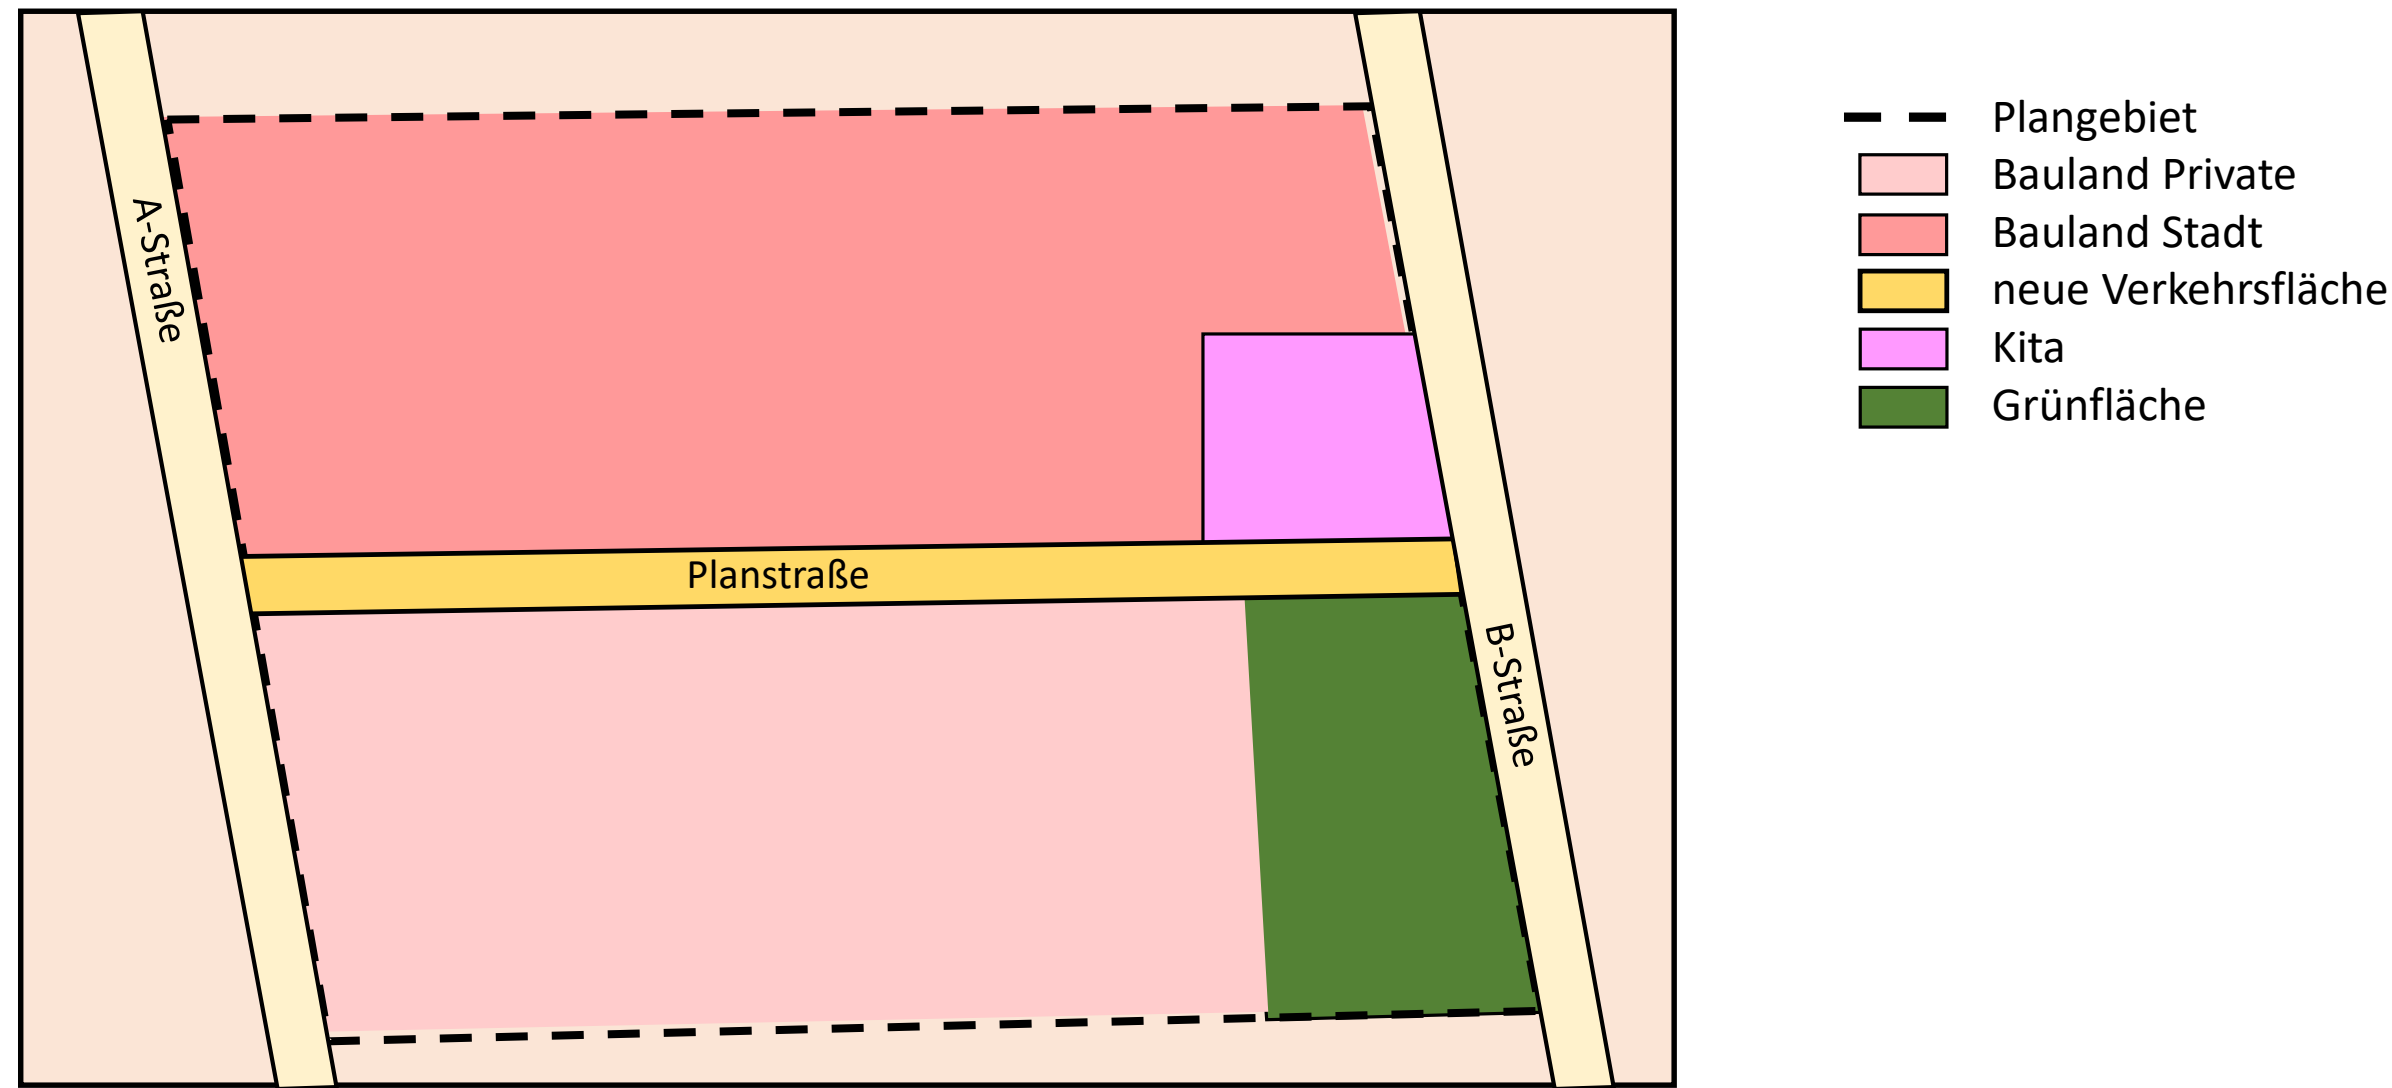 A-Straße
Planstraße
B-Straße
Plangebiet
Bauland Private
Bauland Stadt
neue Verkehrsfläche
Kita
Grünfläche